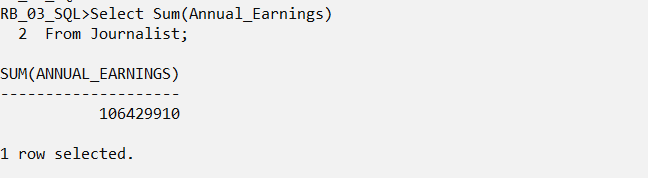 RB_03_SQL>Select Sum(Annual_Earnings)
  2  From Journalist;
SUM(ANNUAL_EARNINGS)
--------------------
           106429910
1 row selected.